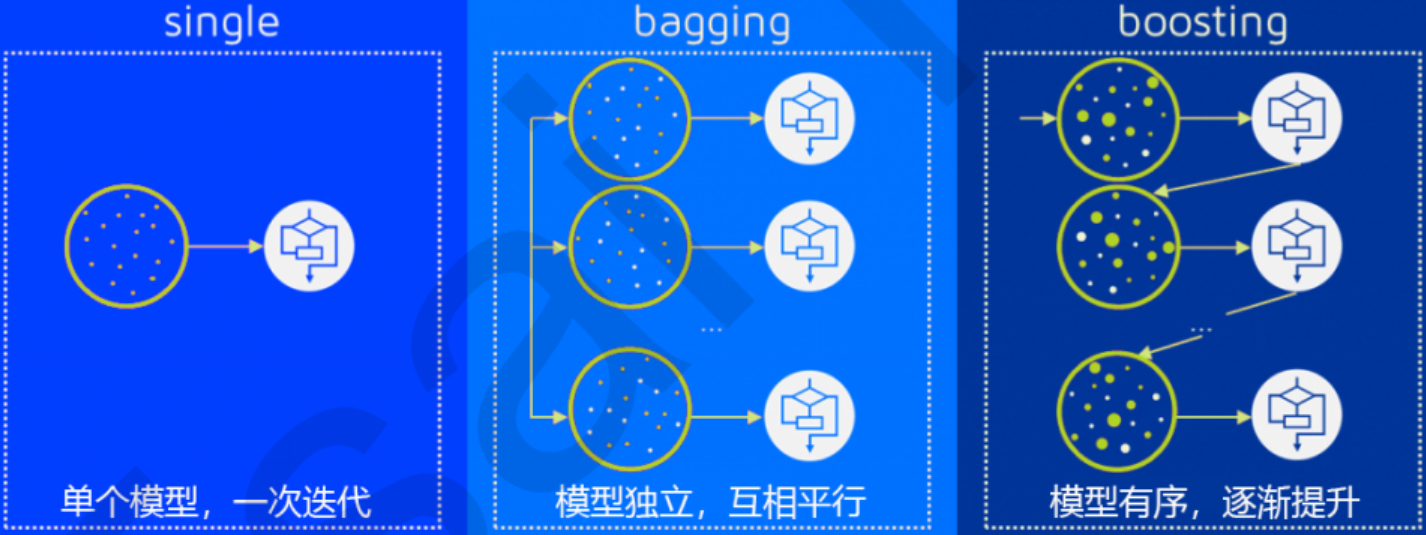 single
bagging
boosting
...
...
单个模型，一次迭代
模型独立，互相平行
模型有序，逐渐提升